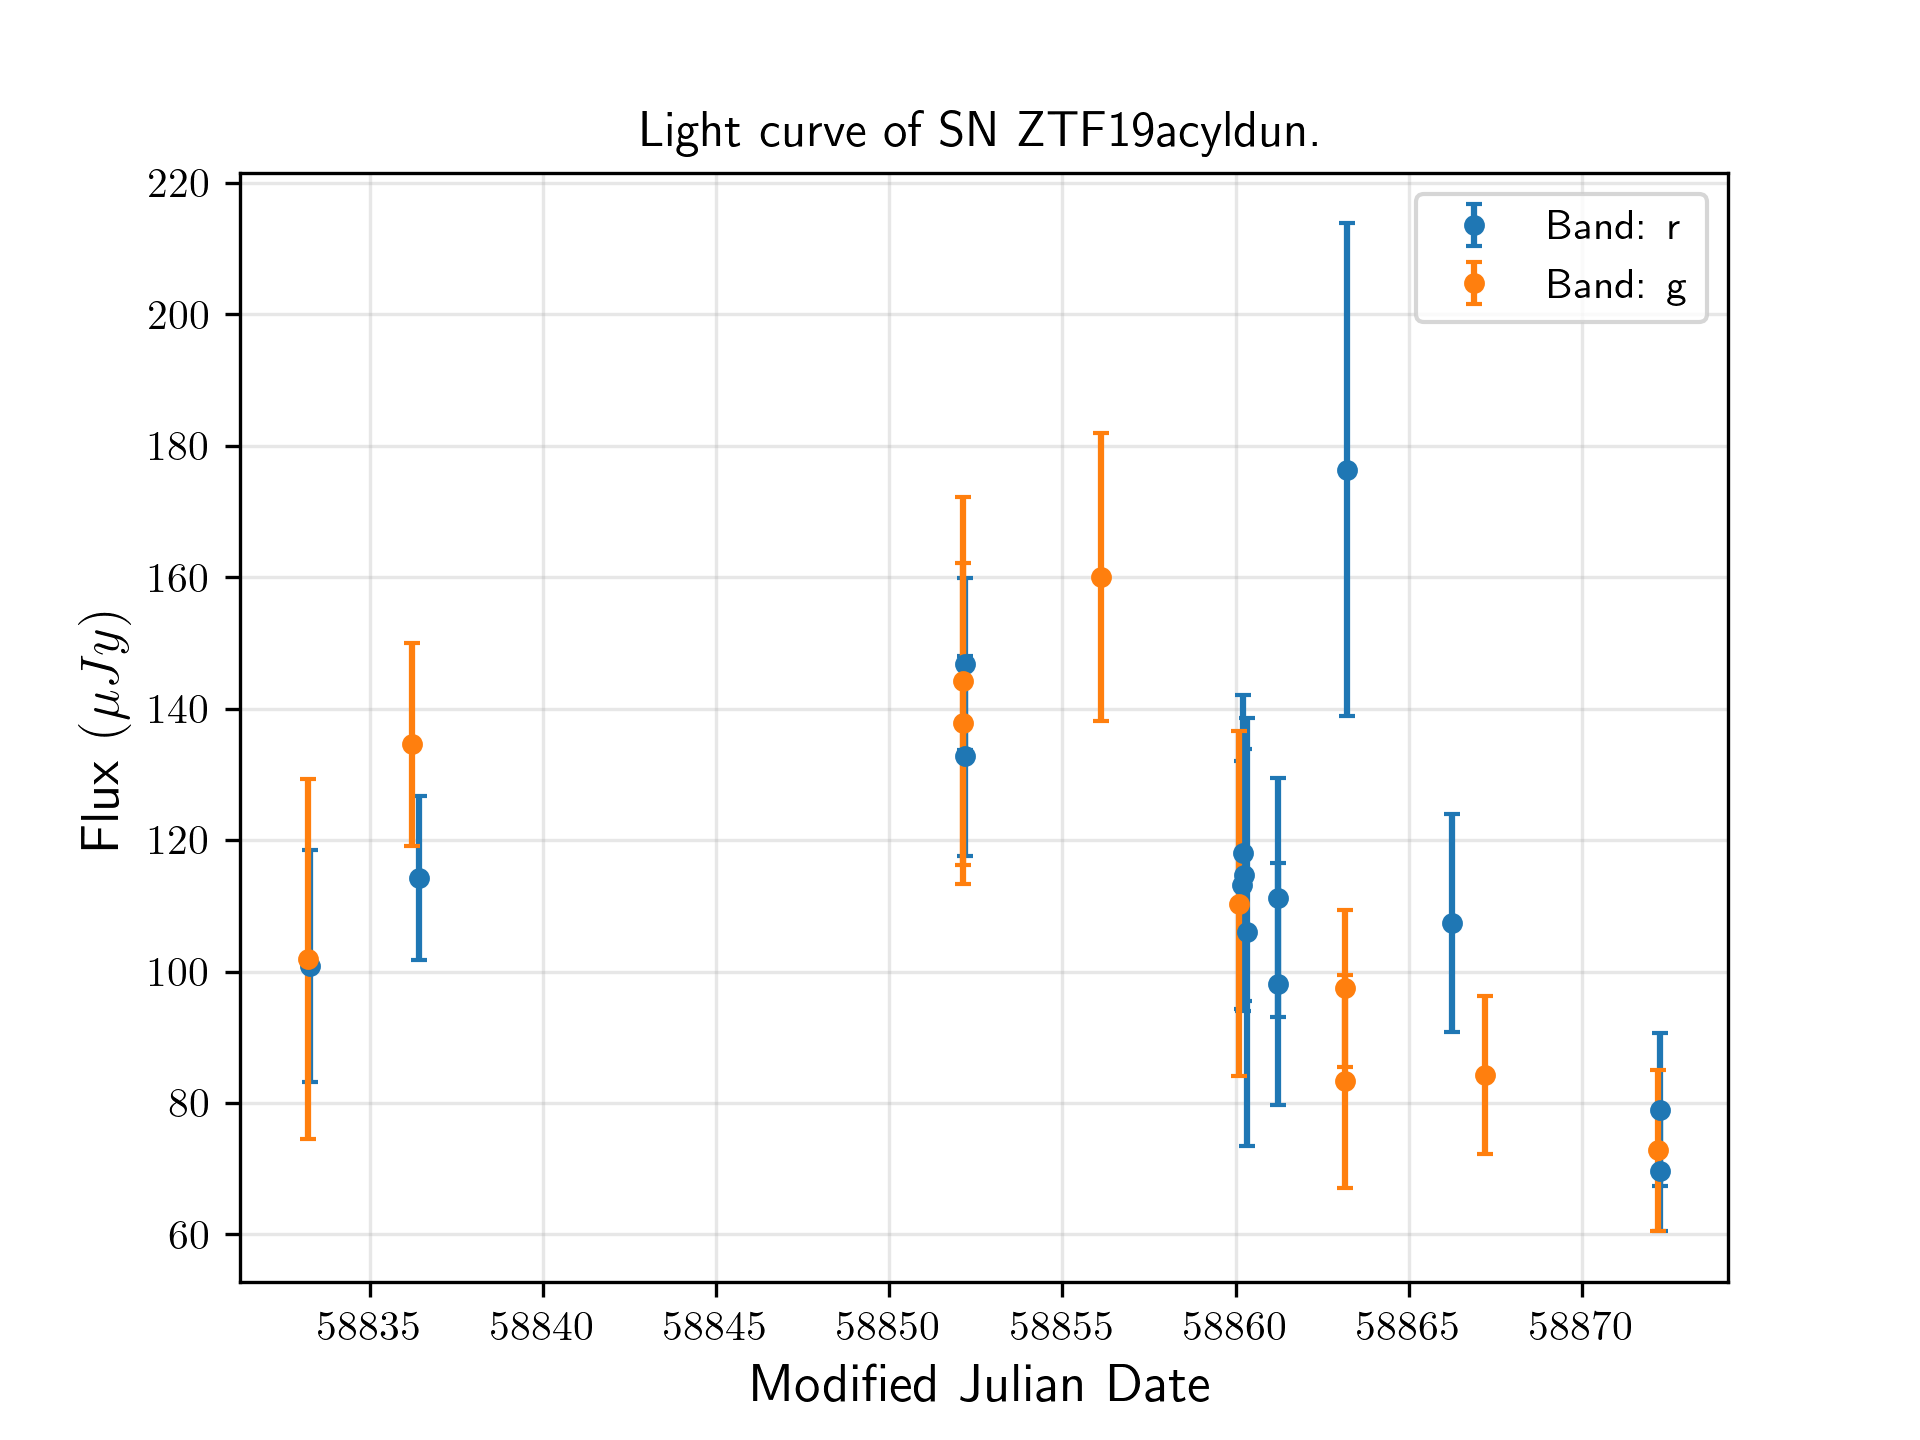 Light curve of SN ZTF19acyldun.
220
200
180
160
140
120
100
80
60
Flux (μJy)
Band: r
Band: g
58835 58840 58845 58850 58855 58860 58865 58870
Modified Julian Date